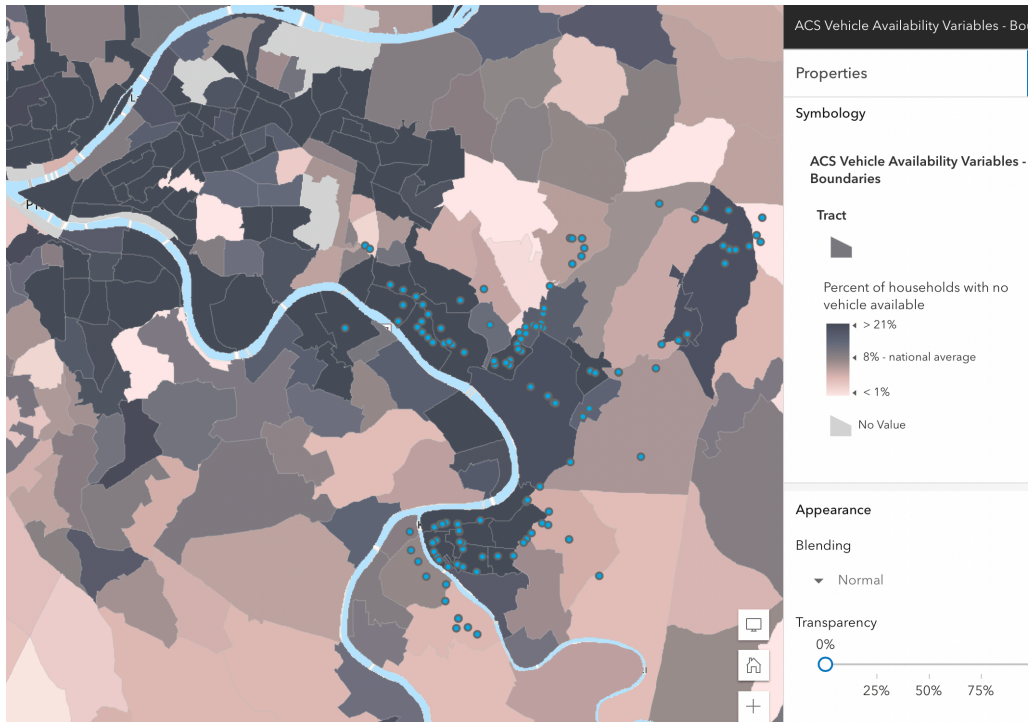 ACS Vehicle Availability Variables - Bou
Properties
Symbology
ACS Vehicle Availability Variables -
Boundaries
Tract
Percent of households with no
vehicle available
> 21%
8% - national average
< 1%
No Value
Appearance
Blending
Normal
Transparency
0%
25% 50% 75%